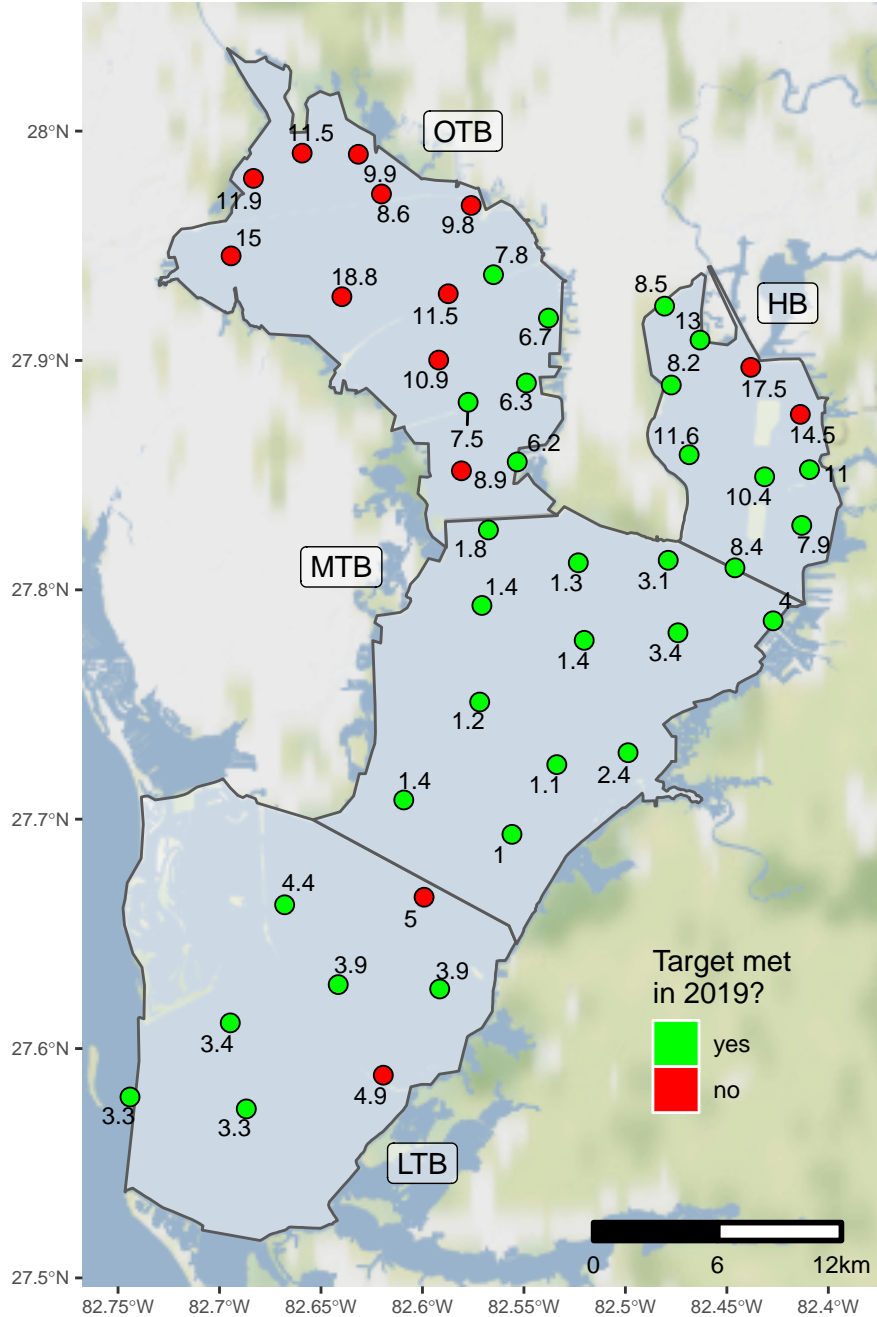 28°N
11.5
OTB
9.9
11.9
8.6
9.8
15
7.8
8.5
18.8
11.5
6.7
13
HB
27.9°N
8.2
10.9
6.3
17.5
7.5
6.2
11.6
14.5
8.9
10.4
11
1.8
7.9
MTB
1.3
3.1
8.4
27.8°N
1.4
4
1.4
3.4
1.2
1.1
2.4
1.4
27.7°N
1
4.4
5
3.9
3.9
Target met
in 2019?
3.4
yes
27.6°N
no
4.9
3.3
3.3
LTB
0 6 12km
27.5°N
82.75°W 82.7°W 82.65°W 82.6°W 82.55°W 82.5°W 82.45°W 82.4°W